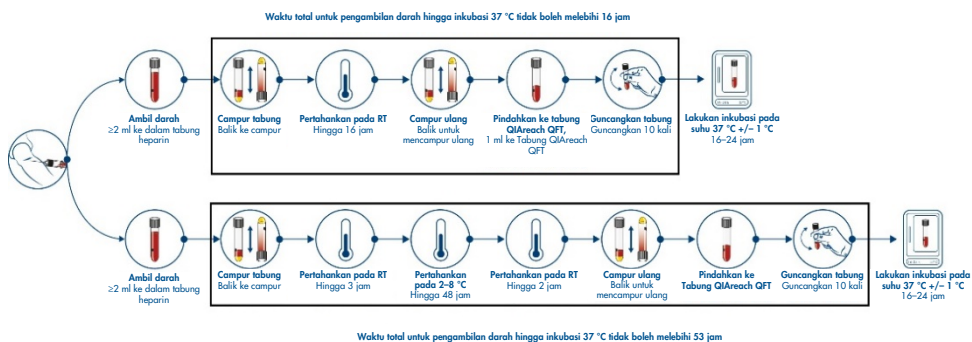 Waktu total untuk pengambilan darah hingga inkubasi 37 °C tidak boleh melebihi 16 jam
Ambil darah
≥2 ml ke dalam tabung
heparin
Campur tabung
Balik ke campur
Pertahankan pada RT
Hingga 16 jam
Campur ulang
Balik untuk
mencampur ulang
Pindahkan ke tabung
QIAreach QFT,
1 ml ke Tabung QIAreach
QFT
Guncangkan tabung
Guncangkan 10 kali
Lakukan inkubasi pada
suhu 37 °C +/− 1 °C
16–24 jam
Ambil darah
≥2 ml ke dalam tabung
heparin
Campur tabung
Balik ke campur
Pertahankan pada RT
Hingga 3 jam
Pertahankan
pada 2–8 °C
Hingga 48 jam
Pertahankan pada RT
Hingga 2 jam
Campur ulang
Balik untuk
mencampur ulang
Pindahkan ke
Tabung QIAreach QFT
Guncangkan tabung
Guncangkan 10 kali
Lakukan inkubasi pada
suhu 37 °C +/− 1 °C
16–24 jam
Waktu total untuk pengambilan darah hingga inkubasi 37 °C tidak boleh melebihi 53 jam